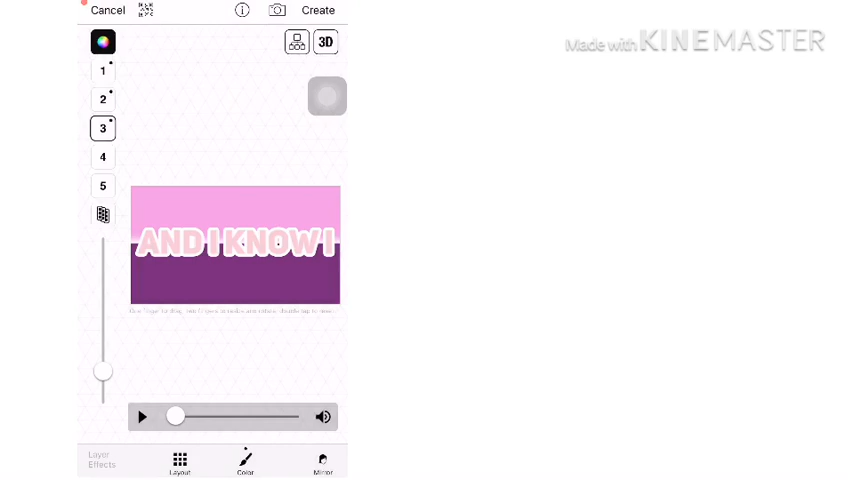 Cancel
Create
Made with KINEMASTER
3D
1
2
3
4
5
AND I KNOW I
Layer
Effects
Layout
Color
Mirror